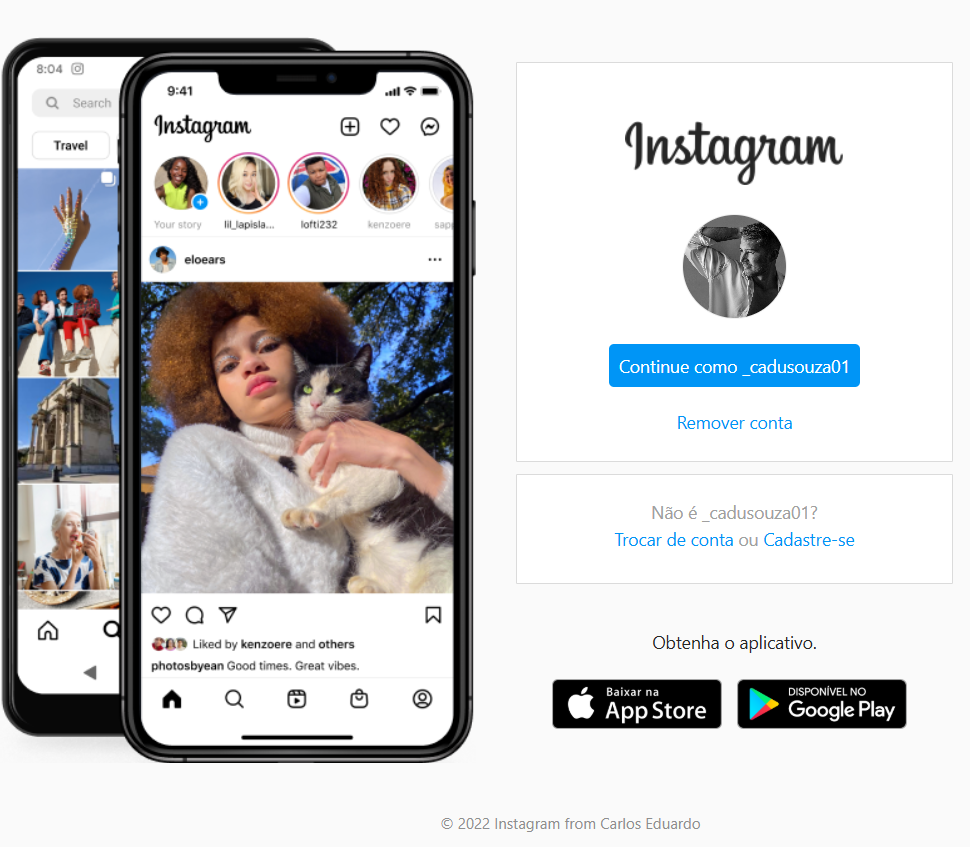 8:04
Search
Travel
9:41
Instagram
Your story
lil_lapisla...
lofti232
kenzoere
eloears
Liked by kenzoere and others
photosbyean Good times. Great vibes.
Instagram
Continue como _cadusouza01
Remover conta
Não é _cadusouza01?
Trocar de conta ou Cadastre-se
Obtenha o aplicativo.
Baixar na
App Store
DISPONÍVEL NO
Google Play
© 2022 Instagram from Carlos Eduardo